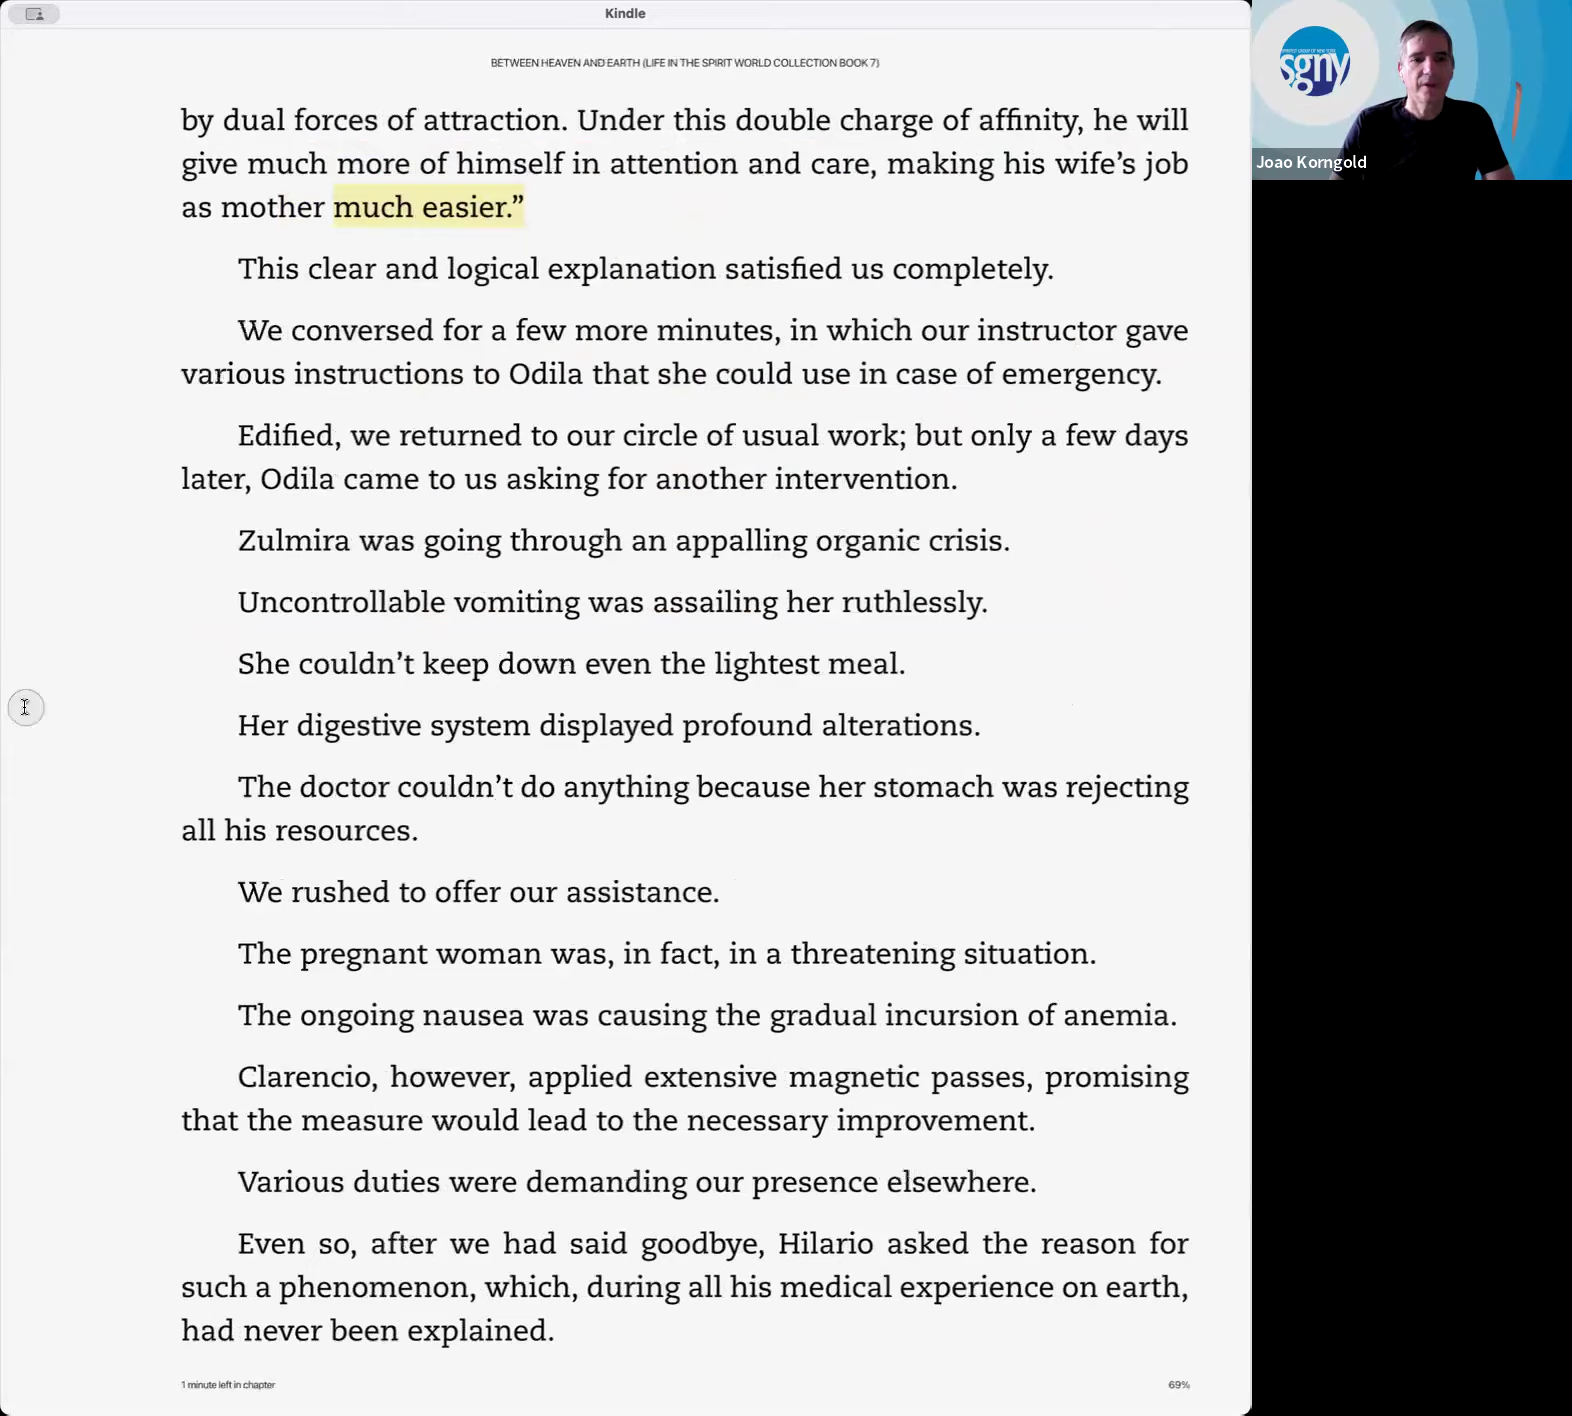 Kindle
BETWEEN HEAVEN AND EARTH (LIFE IN THE SPIRIT WORLD COLLECTION BOOK 7)
by dual forces of attraction. Under this double charge of affinity, he will
give much more of himself in attention and care, making his wife’s job
as mother much easier.”
This clear and logical explanation satisfied us completely.
We conversed for a few more minutes, in which our instructor gave
various instructions to Odila that she could use in case of emergency.
Edified, we returned to our circle of usual work; but only a few days
later, Odila came to us asking for another intervention.
Zulmira was going through an appalling organic crisis.
Uncontrollable vomiting was assailing her ruthlessly.
She couldn’t keep down even the lightest meal.
Her digestive system displayed profound alterations.
The doctor couldn’t do anything because her stomach was rejecting
all his resources.
We rushed to offer our assistance.
The pregnant woman was, in fact, in a threatening situation.
The ongoing nausea was causing the gradual incursion of anemia.
Clarencio, however, applied extensive magnetic passes, promising
that the measure would lead to the necessary improvement.
Various duties were demanding our presence elsewhere.
Even so, after we had said goodbye, Hilario asked the reason for
such a phenomenon, which, during all his medical experience on earth,
had never been explained.
1 minute left in chapter
69%
sgny
Joao Korngold